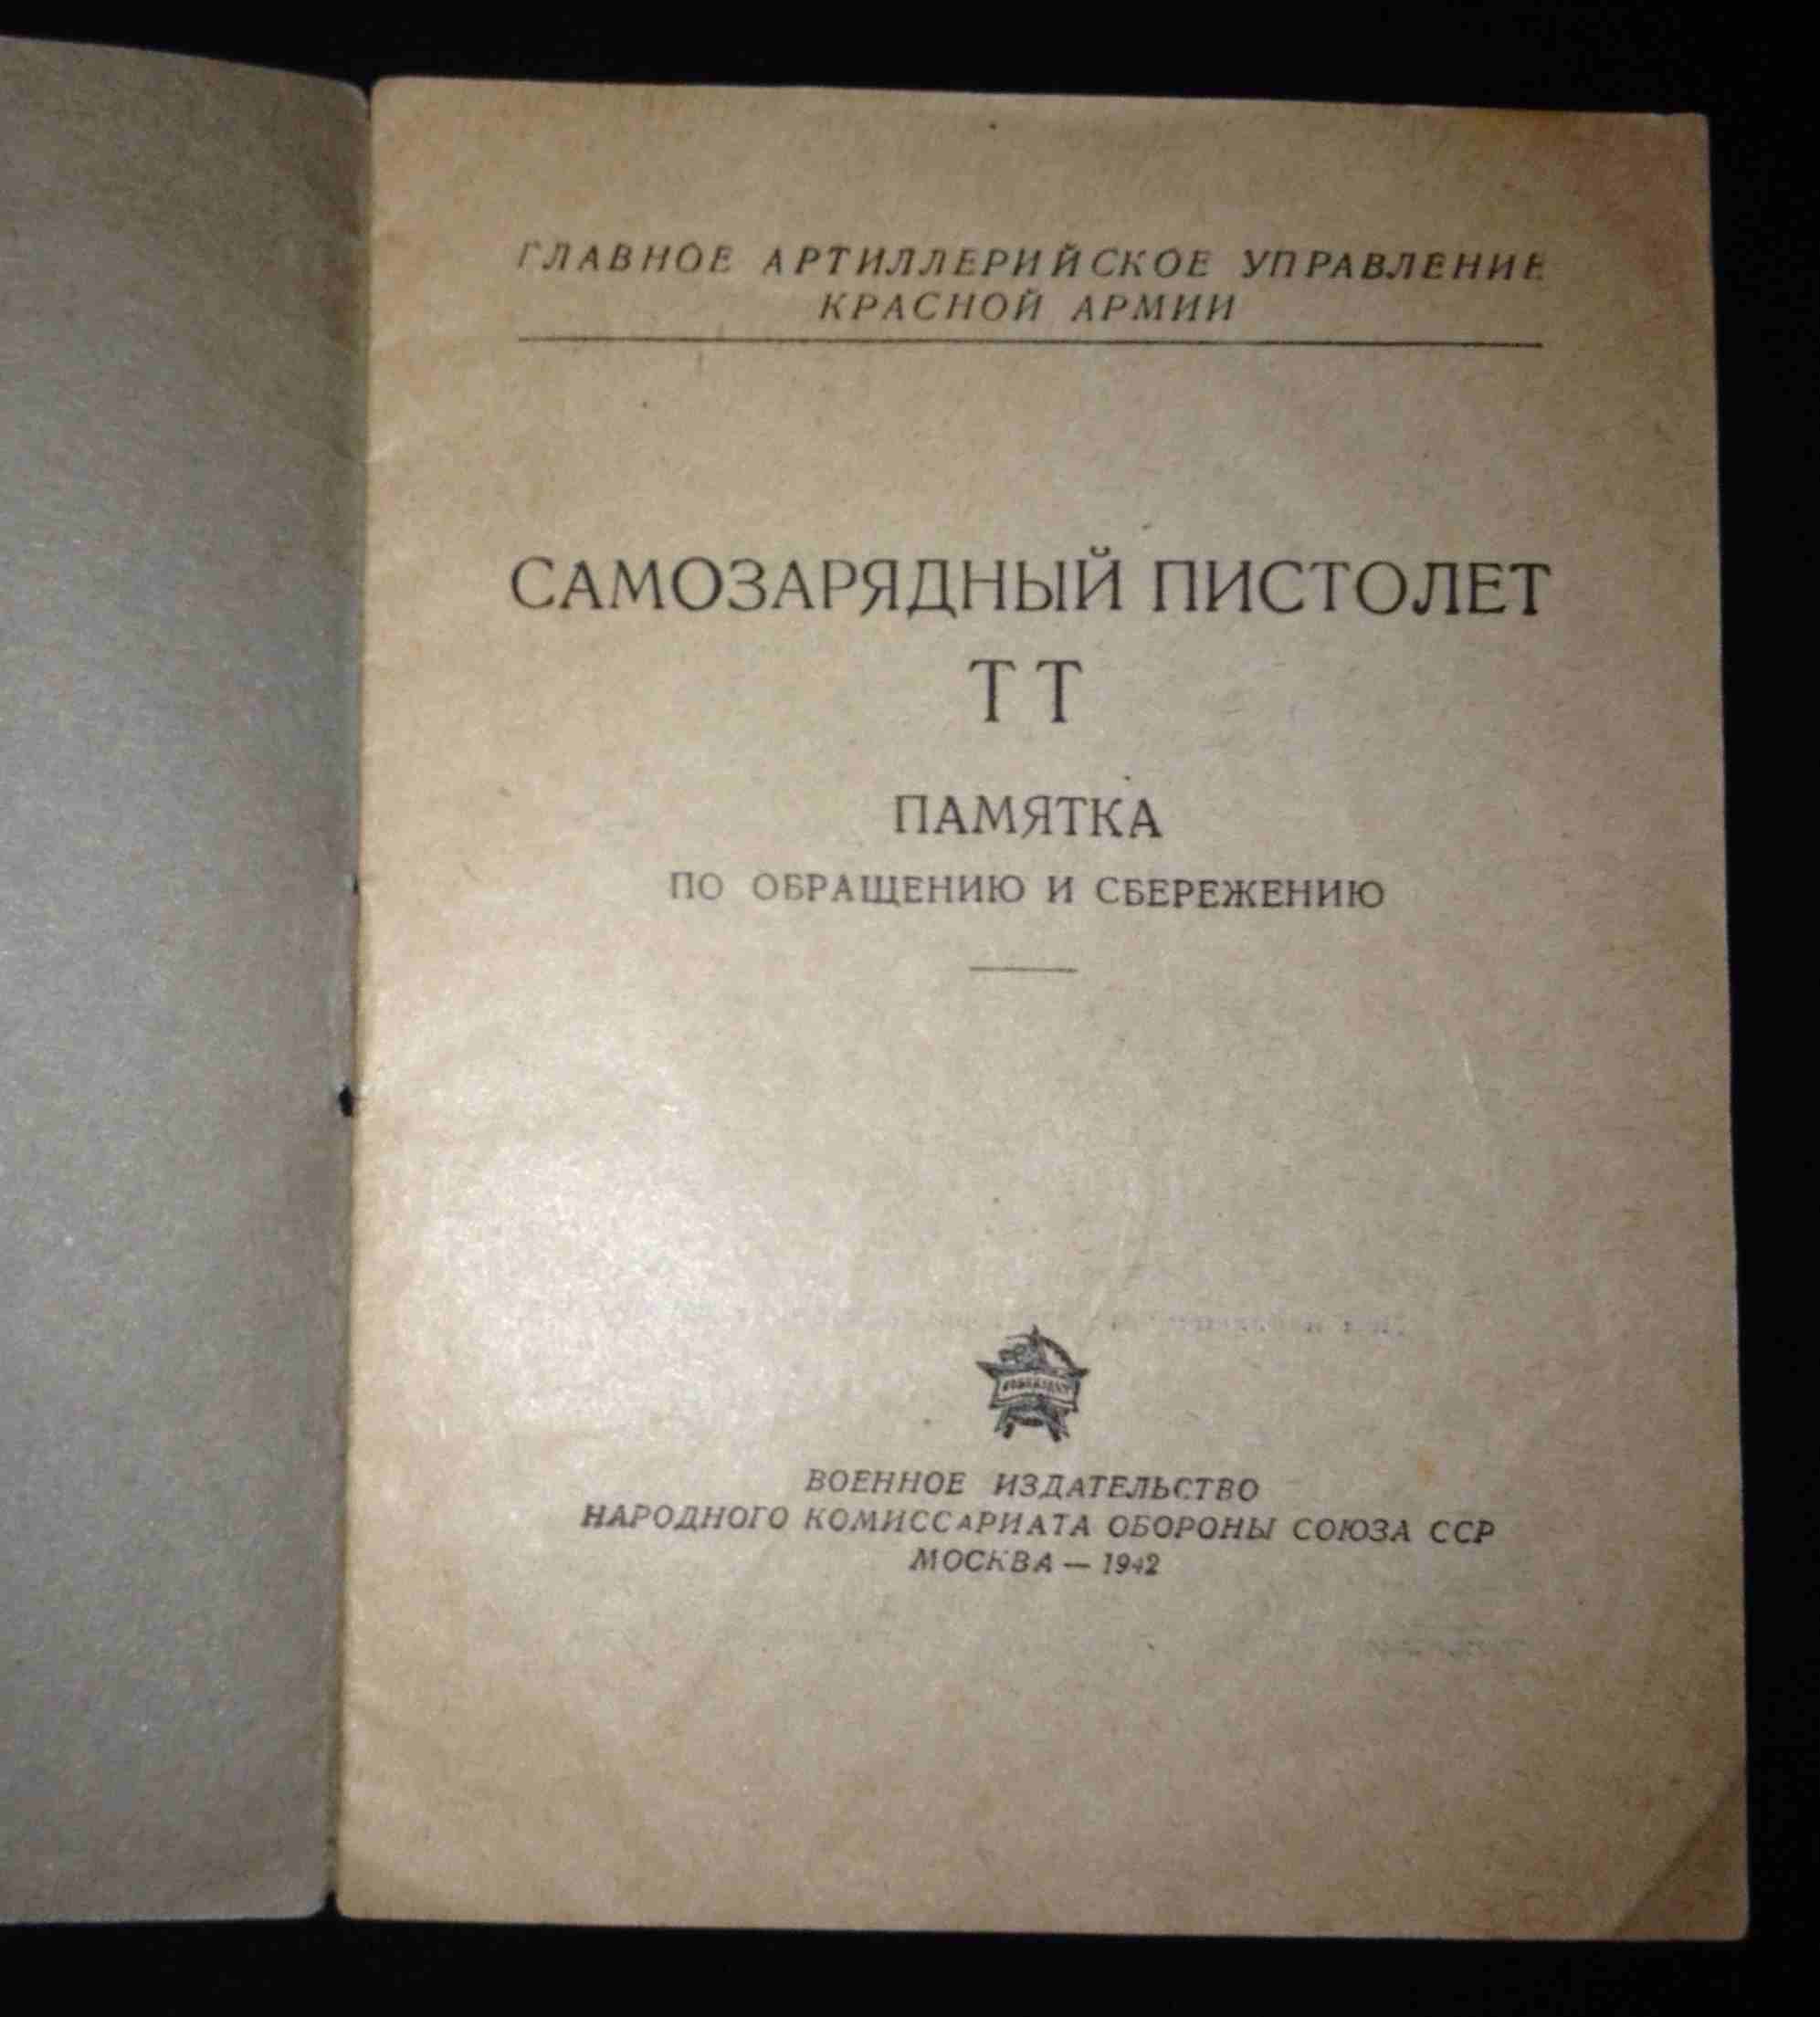 ГЛАВНОЕ АРТИЛЛЕРИЙСКОЕ УПРАВЛЕНИЕ
КРАСНОЙ АРМИИ
САМОЗАРЯДНЫЙ ПИСТОЛЕТ
ТТ
ПАМЯТКА
ПО ОБРАЩЕНИЮ И СБЕРЕЖЕНИЮ
ВОЕННОЕ ИЗДАТЕЛЬСТВО
НАРОДНОГО КОМИССАРИАТА ОБОРОНЫ СОЮЗА ССР
МОСКВА — 1942